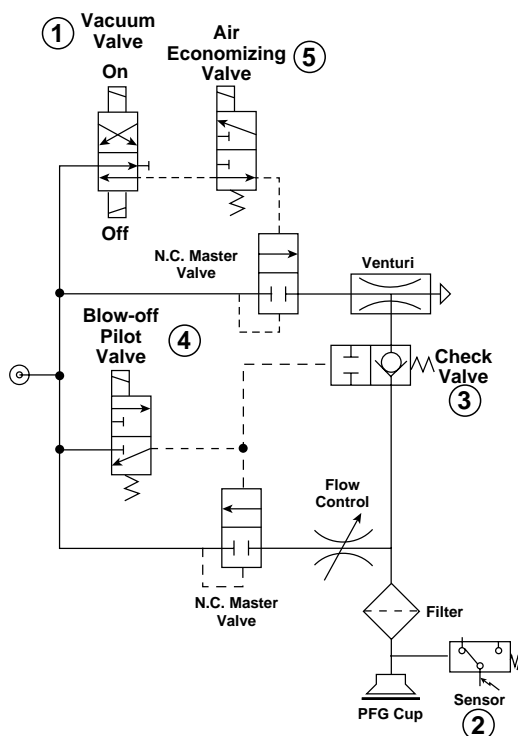 1
Vacuum
Valve
On
Off
Air
Economizing
Valve
5
N.C. Master
Valve
Venturi
Blow-off
Pilot
Valve
4
Check
Valve
3
Flow
Control
N.C. Master
Valve
Filter
PFG Cup
Sensor
2